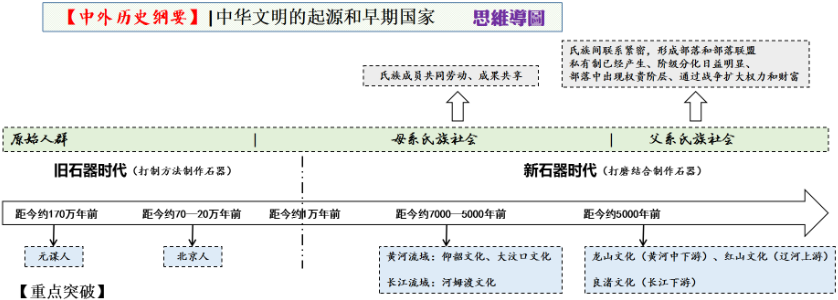 【中外历史纲要】|中华文明的起源和早期国家 思維導圖
氏族成员共同劳动、成果共享
氏族间联系紧密，形成部落和部落联盟
私有制已经产生、阶级分化日益明显、
部落中出现权贵阶层、通过战争扩大权力和财富
原始人群 | 母系氏族社会 | 父系氏族社会
旧石器时代（打制方法制作石器） 新石器时代（打磨结合制作石器）
距今约170万年前 距今约70—20万年前 距今约1万年前 距今约7000—5000年前 距今约5000年前
元谋人
北京人
黄河流域：仰韶文化、大汶口文化
长江流域：河姆渡文化
龙山文化（黄河中下游）、红山文化（辽河上游）
良渚文化（长江下游）
【重点突破】